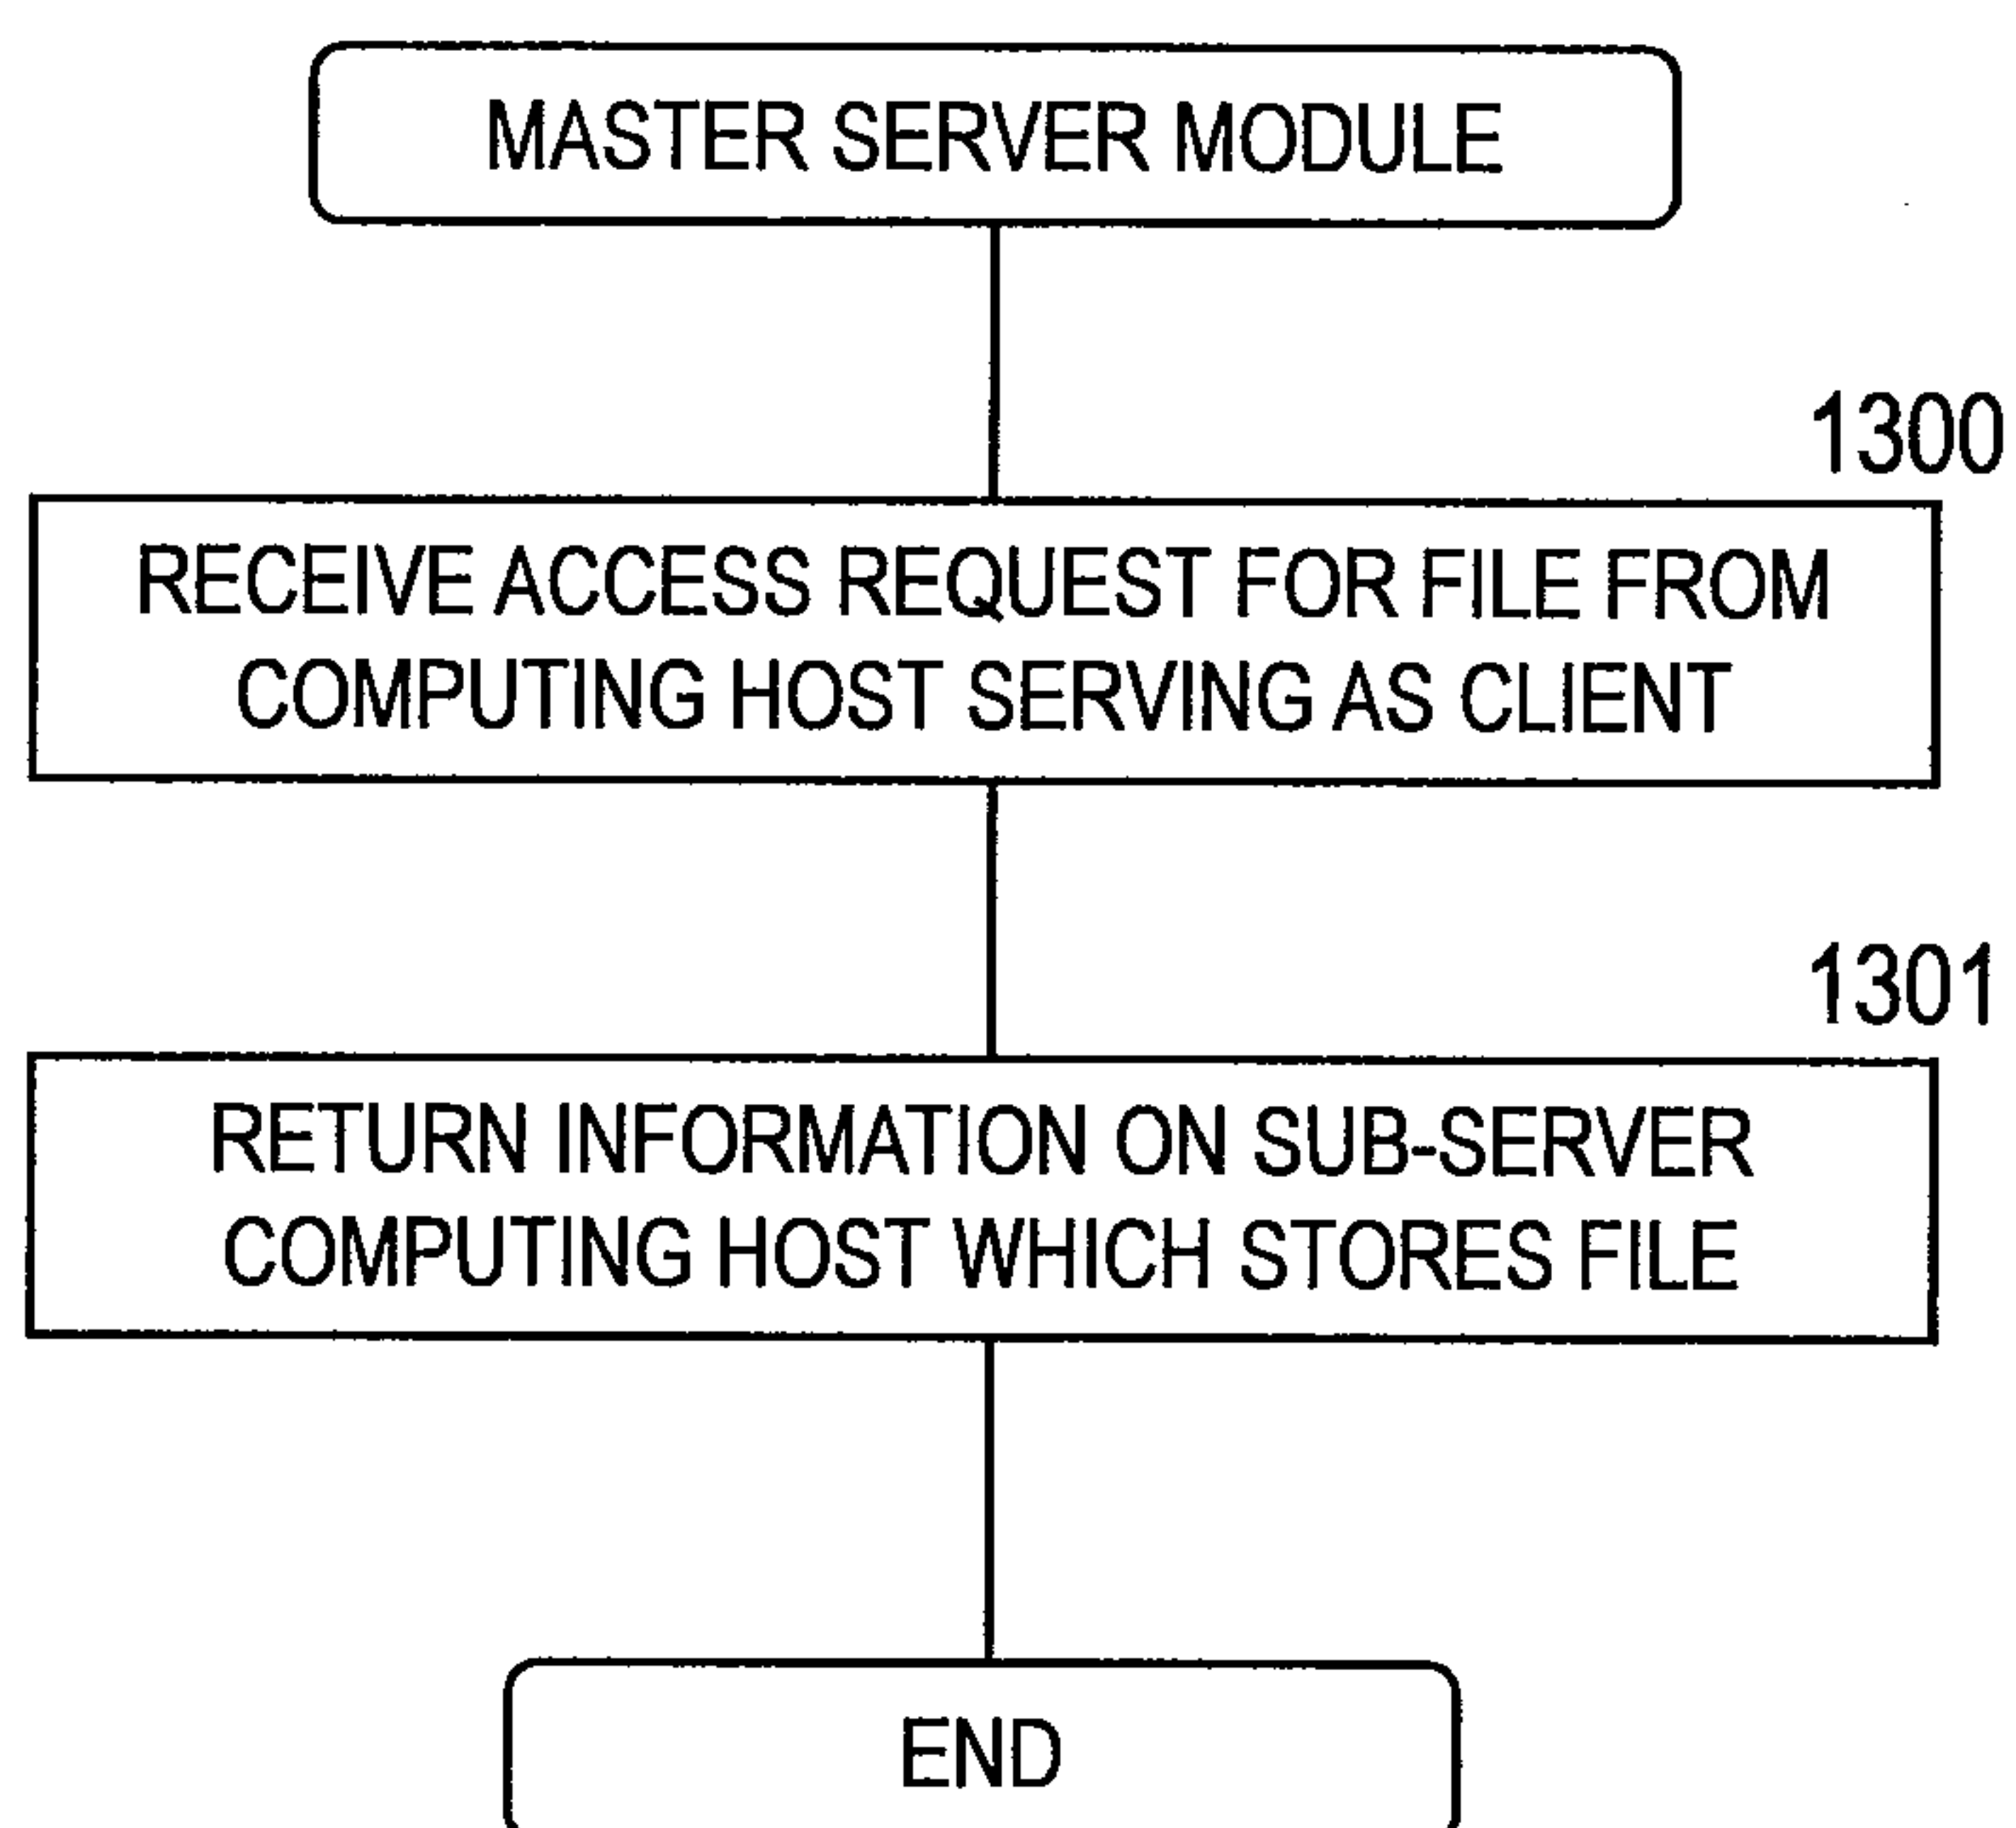 MASTER SERVER MODULE
1300
RECEIVE ACCESS REQUEST FOR FILE FROM
COMPUTING HOST SERVING AS CLIENT
1301
RETURN INFORMATION ON SUB-SERVER
COMPUTING HOST WHICH STORES FILE
END